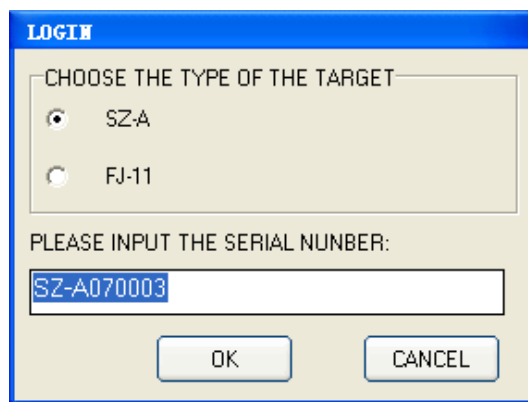 LOGIN
CHOOSE THE TYPE OF THE TARGET
SZ-A
FJ-11
PLEASE INPUT THE SERIAL NUNBER:
SZ-A070003
OK
CANCEL